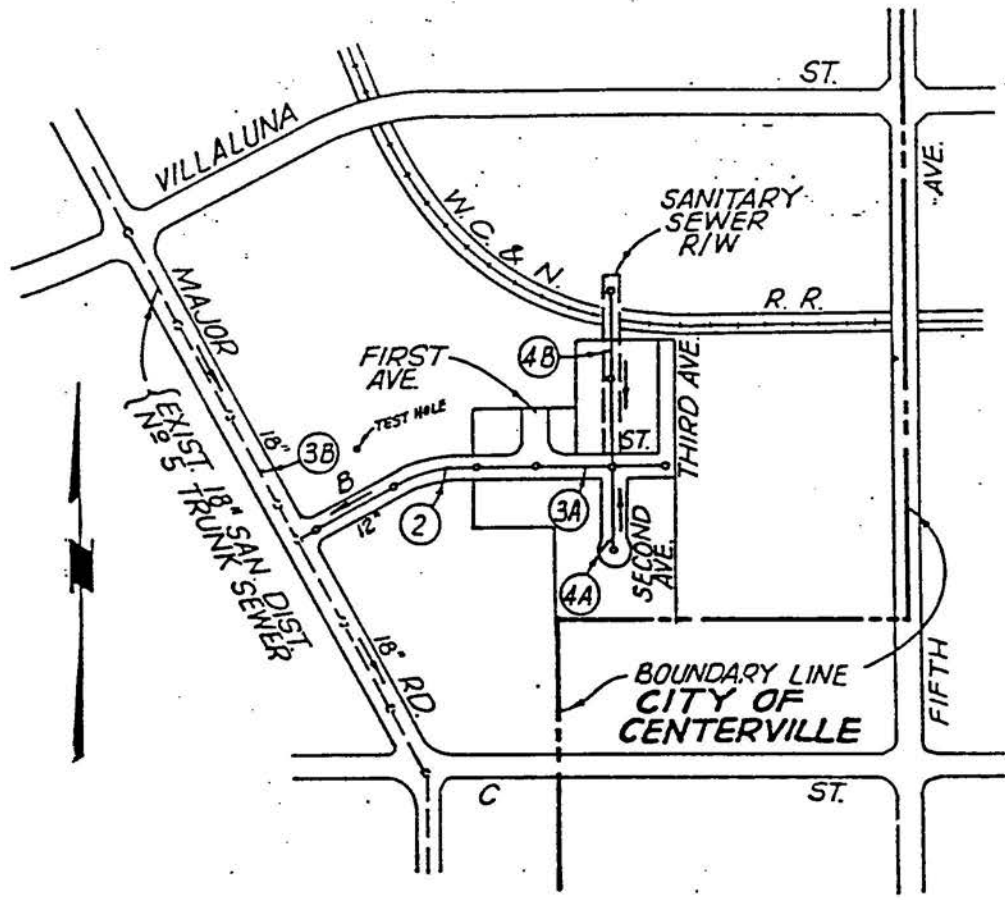 ST.
VILLALUNA
AVE.
SANITARY
SEWER
R/W
W.C. & N.
R. R.
MAJOR
4B
FIRST
AVE.
THIRD AVE.
TEST HOLE
{EXIST. 18" SAN. DIST.
Nº 5 TRUNK SEWER
18"
3B
ST.
B
12"
2
3A
SECOND
AVE.
4A
18"
RD.
BOUNDARY LINE
CITY OF
CENTERVILLE
FIFTH
C
ST.